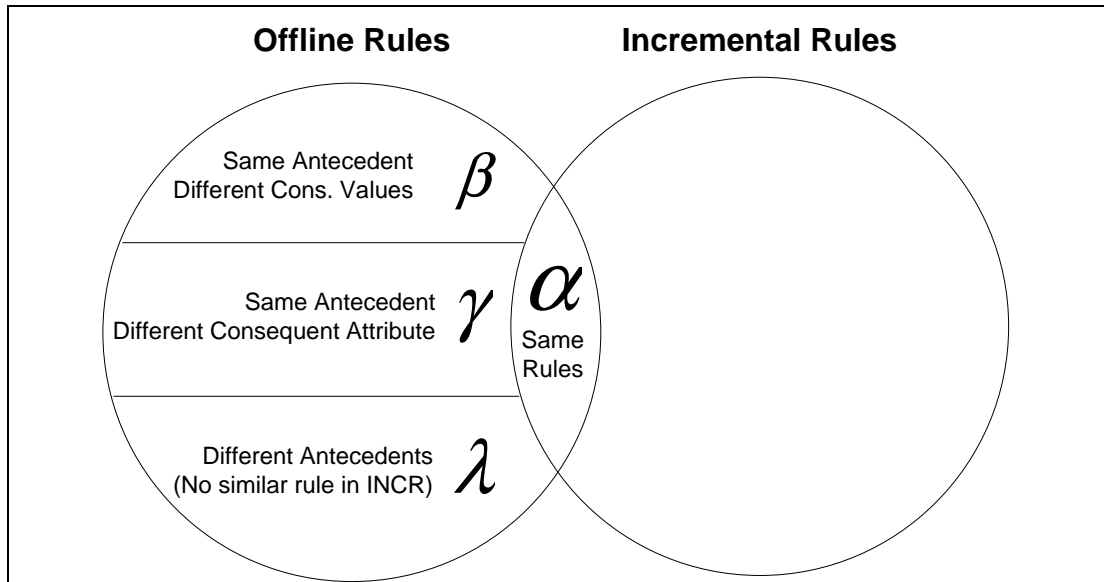 Offline Rules
Incremental Rules
Same Antecedent
Different Cons. Values
β
Same Antecedent
Different Consequent Attribute
γ
α
Same
Rules
Different Antecedents
(No similar rule in INCR)
λ